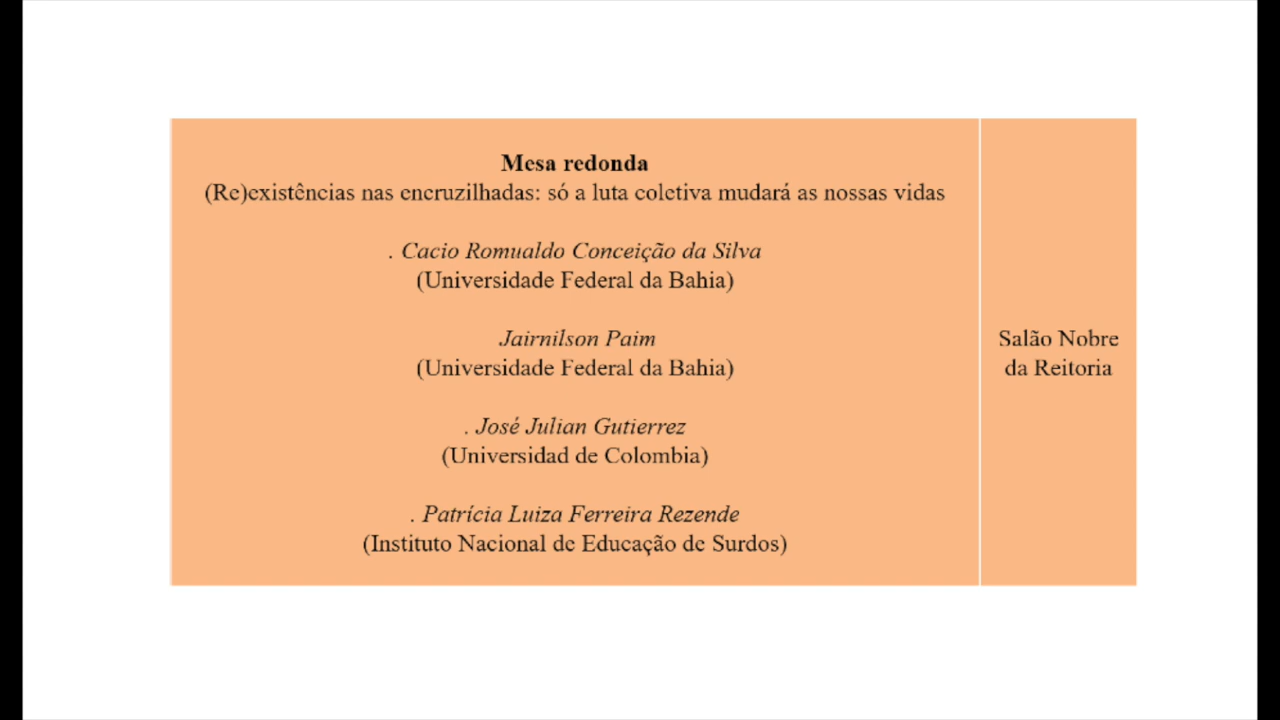 Mesa redonda
(Re)existências nas encruzilhadas: só a luta coletiva mudará as nossas vidas
. Cacio Romualdo Conceição da Silva
(Universidade Federal da Bahia)
Jairnilson Paim
(Universidade Federal da Bahia)
. José Julian Gutierrez
(Universidad de Colombia)
. Patrícia Luiza Ferreira Rezende
(Instituto Nacional de Educação de Surdos)
Salão Nobre
da Reitoria